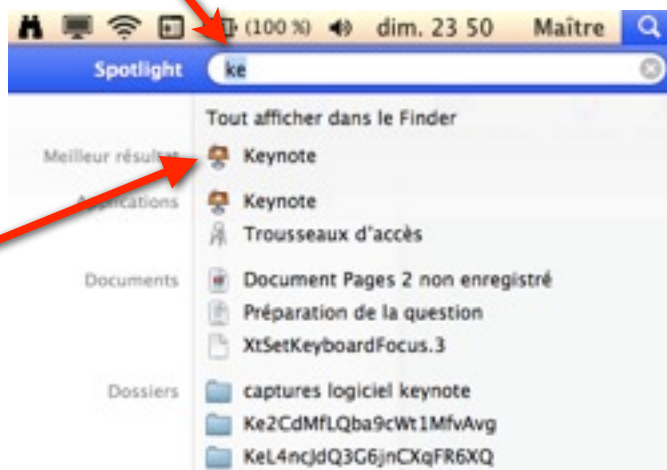 (100 %) dim. 23 50 Maître
Spotlight ke
Tout afficher dans le Finder
Meilleur résultat Keynote
Applications Keynote
Trousseaux d'accès
Documents Document Pages 2 non enregistré
Préparation de la question
XtSetKeyboardFocus.3
Dossiers captures logiciel keynote
Ke2CdMfLQba9cWt1MfvAvg
KeL4ncJdQ3G6jnCXqFR6XQ